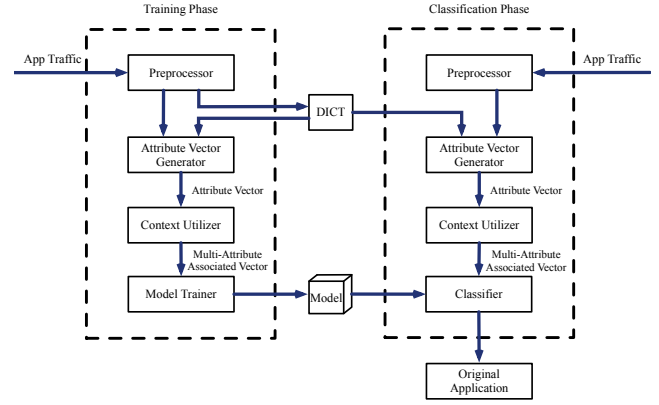 Training Phase
Classification Phase
App Traffic
App Traffic
Preprocessor
Preprocessor
DICT
Attribute Vector
Generator
Attribute Vector
Generator
Attribute Vector
Attribute Vector
Context Utilizer
Context Utilizer
Multi-Attribute
Associated Vector
Multi-Attribute
Associated Vector
Model Trainer
Model
Classifier
Original
Application